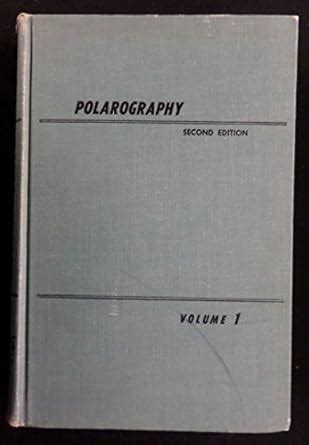 POLAROGRAPHY
SECOND EDITION
VOLUME 1